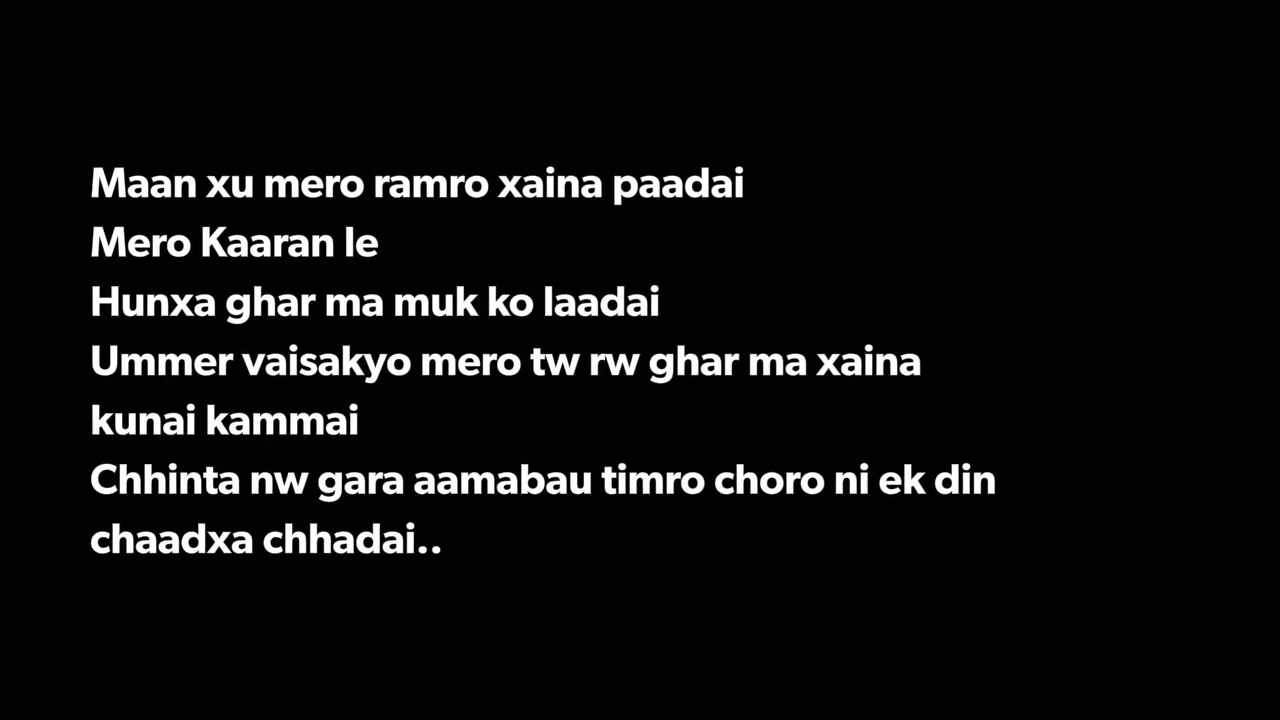 Maan xu mero ramro xaina paadai
Mero Kaaran le
Hunxa ghar ma muk ko laadai
Ummer vaisakyo mero tw rw ghar ma xaina
kunai kammai
Chhinta nw gara aamabau timro choro ni ek din
chaadxa chhadai..